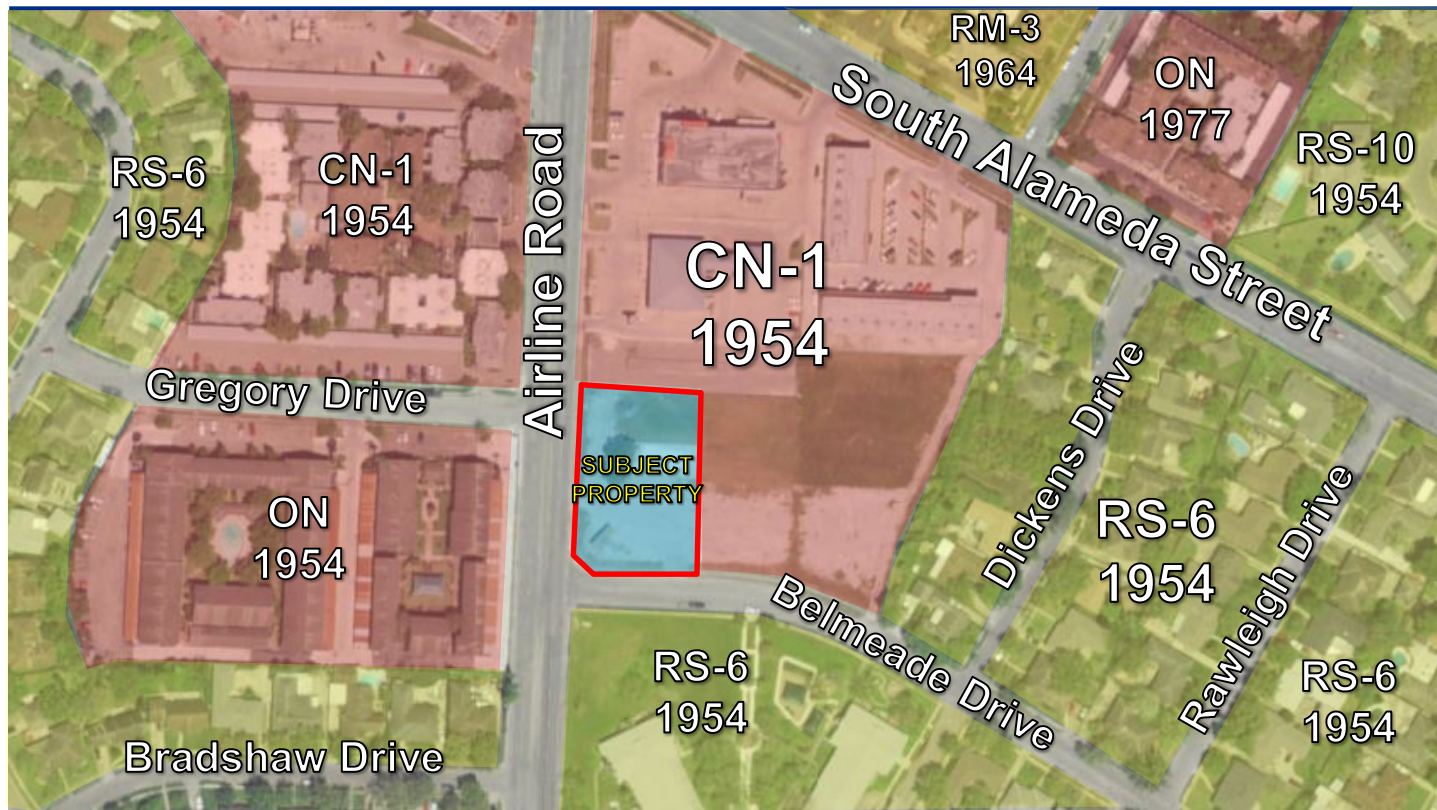 RM-3
1964
ON
1977
South Alameda Street
RS-10
1954
RS-6
1954
CN-1
1954
Airline Road
CN-1
1954
Gregory Drive
Dickens Drive
SUBJECT
PROPERTY
ON
1954
RS-6
1954
Rawleigh Drive
Belmeade Drive
RS-6
1954
RS-6
1954
Bradshaw Drive